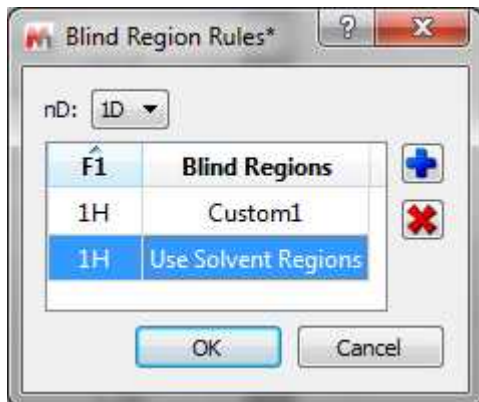 Blind Region Rules*
nD: 1D
F1 Blind Regions
1H Custom1
1H Use Solvent Regions
OK Cancel